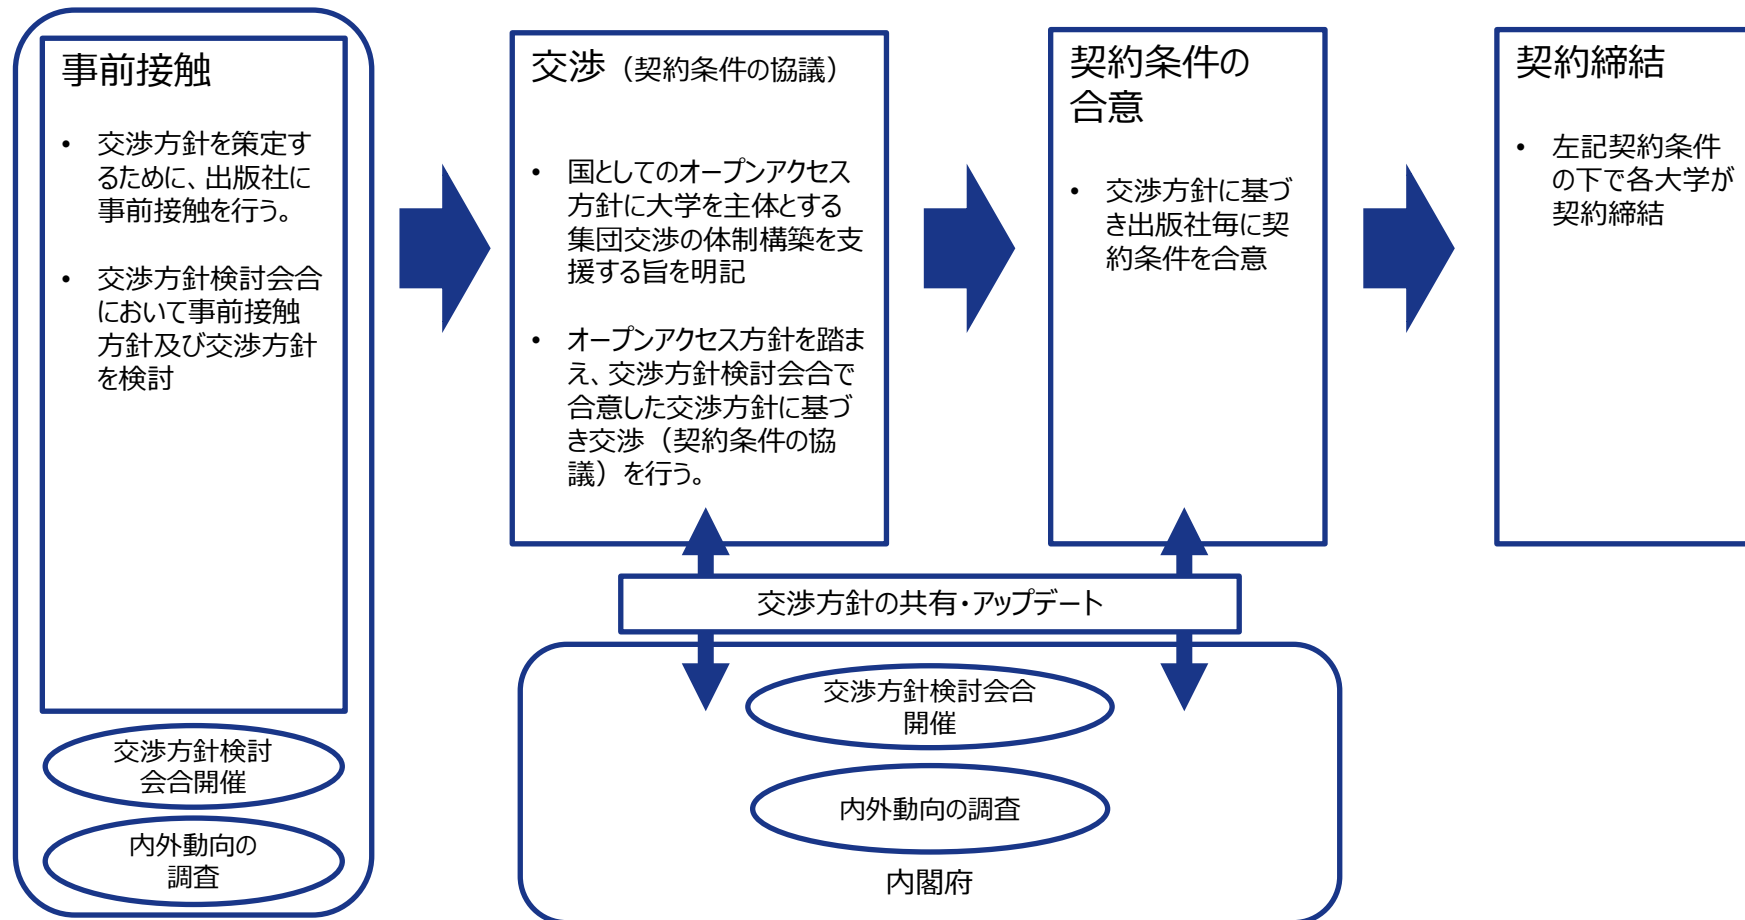 事前接触
• 交渉方針を策定す
るために、出版社に
事前接触を行う。
• 交渉方針検討会合
において事前接触
方針及び交渉方針
を検討
交渉方針検討
会合開催
内外動向の
調査
交渉（契約条件の協議）
• 国としてのオープンアクセス
方針に大学を主体とする
集団交渉の体制構築を支
援する旨を明記
• オープンアクセス方針を踏ま
え、交渉方針検討会合で
合意した交渉方針に基づ
き交渉（契約条件の協
議）を行う。
契約条件の
合意
• 交渉方針に基づ
き出版社毎に契
約条件を合意
契約締結
• 左記契約条件
の下で各大学が
契約締結
交渉方針の共有・アップデート
交渉方針検討会合
開催
内外動向の調査
内閣府